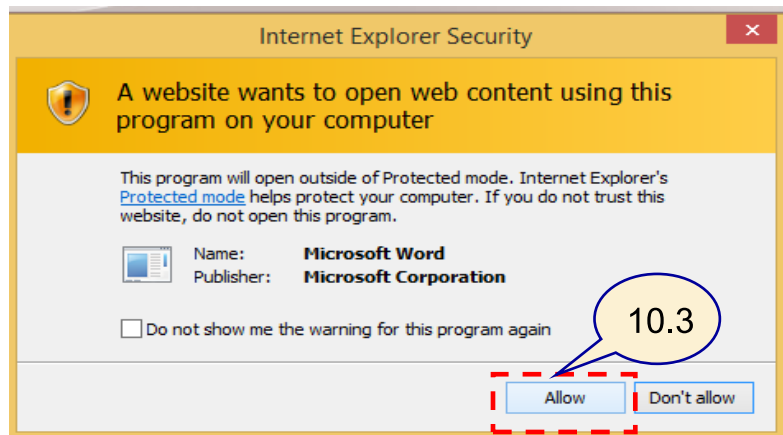 Internet Explorer Security
A website wants to open web content using this
program on your computer
This program will open outside of Protected mode. Internet Explorer's
Protected mode helps protect your computer. If you do not trust this
website, do not open this program.
Name: Microsoft Word
Publisher: Microsoft Corporation
Do not show me the warning for this program again
10.3
Allow Don't allow